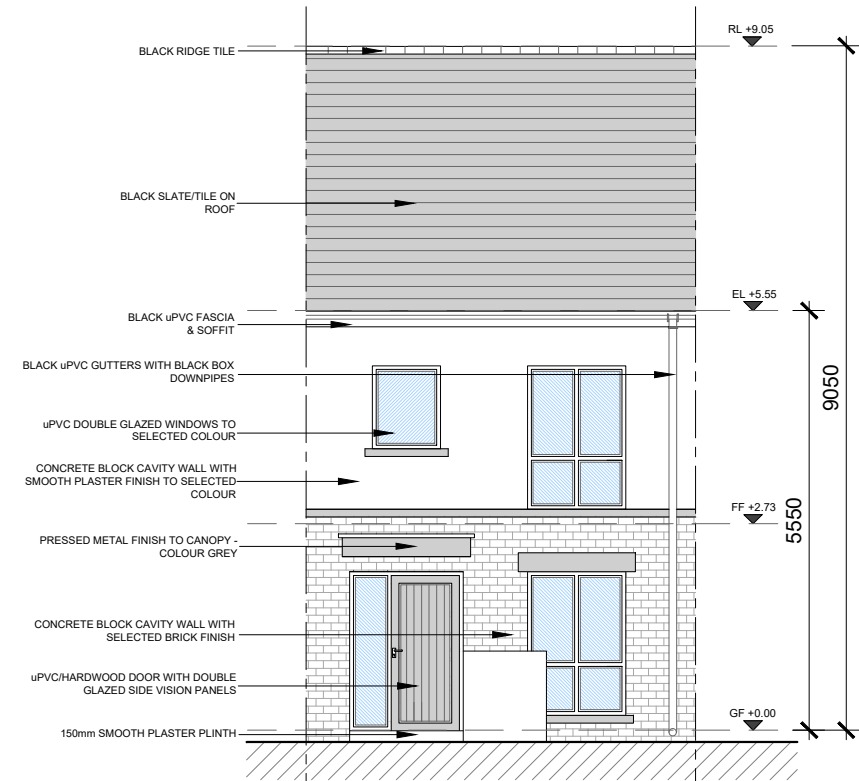 RL +9.05
BLACK RIDGE TILE
BLACK SLATE/TILE ON
ROOF
EL +5.55
BLACK uPVC FASCIA
& SOFFIT
BLACK uPVC GUTTERS WITH BLACK BOX
DOWNPIPES
9050
uPVC DOUBLE GLAZED WINDOWS TO
SELECTED COLOUR
CONCRETE BLOCK CAVITY WALL WITH
SMOOTH PLASTER FINISH TO SELECTED
COLOUR
FF +2.73
5550
PRESSED METAL FINISH TO CANOPY -
COLOUR GREY
CONCRETE BLOCK CAVITY WALL WITH
SELECTED BRICK FINISH
uPVC/HARDWOOD DOOR WITH DOUBLE
GLAZED SIDE VISION PANELS
GF +0.00
150mm SMOOTH PLASTER PLINTH